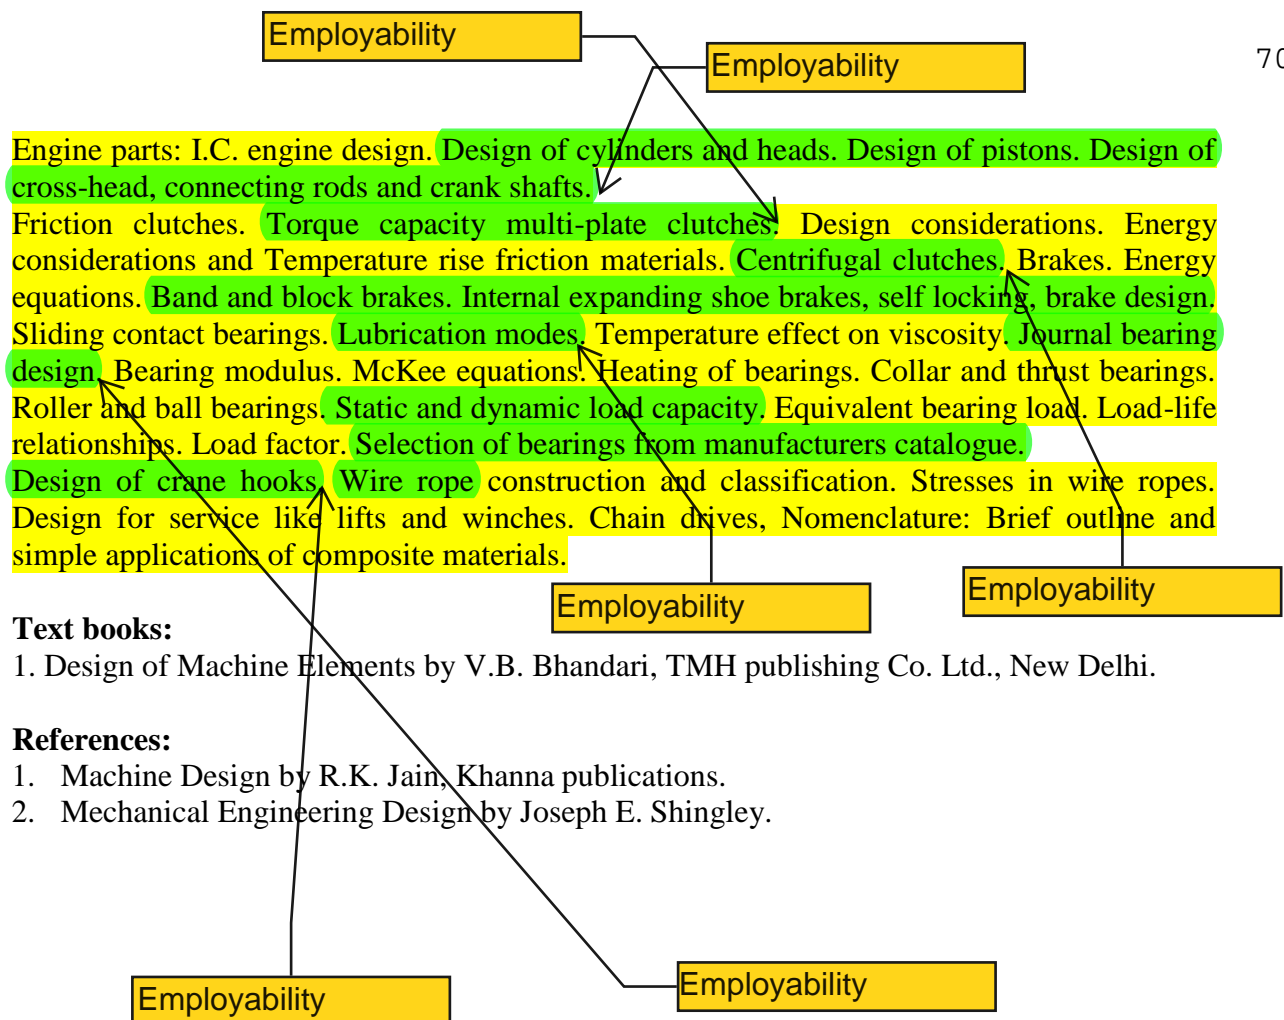 Employability
Employability
70
Engine parts: I.C. engine design. Design of cylinders and heads. Design of pistons. Design of
cross-head, connecting rods and crank shafts.
Friction clutches. Torque capacity multi-plate clutches. Design considerations. Energy
considerations and Temperature rise friction materials. Centrifugal clutches. Brakes. Energy
equations. Band and block brakes. Internal expanding shoe brakes, self locking, brake design.
Sliding contact bearings. Lubrication modes. Temperature effect on viscosity. Journal bearing
design. Bearing modulus. McKee equations. Heating of bearings. Collar and thrust bearings.
Roller and ball bearings. Static and dynamic load capacity. Equivalent bearing load. Load-life
relationships. Load factor. Selection of bearings from manufacturers catalogue.
Design of crane hooks. Wire rope construction and classification. Stresses in wire ropes.
Design for service like lifts and winches. Chain drives, Nomenclature: Brief outline and
simple applications of composite materials.
Employability
Employability
Text books:
1. Design of Machine Elements by V.B. Bhandari, TMH publishing Co. Ltd., New Delhi.
References:
1. Machine Design by R.K. Jain, Khanna publications.
2. Mechanical Engineering Design by Joseph E. Shingley.
Employability
Employability